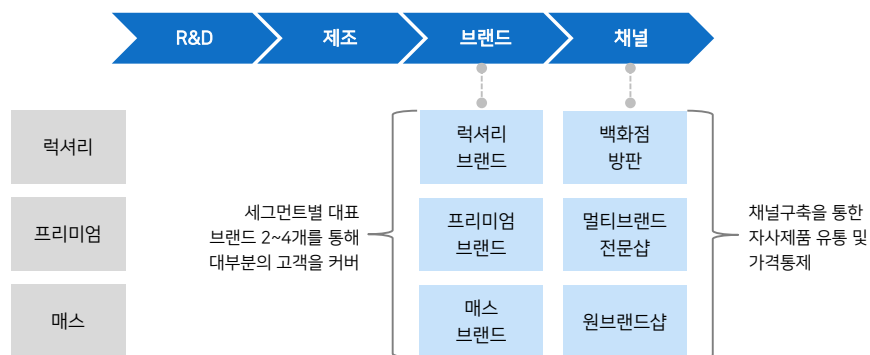 R&D
제조
브랜드
채널
럭셔리
럭셔리
브랜드
백화점
방판
프리미엄
세그먼트별 대표
브랜드 2~4개를 통해
대부분의 고객을 커버
프리미엄
브랜드
멀티브랜드
전문샵
채널구축을 통한
자사제품 유통 및
가격통제
매스
매스
브랜드
원브랜드샵